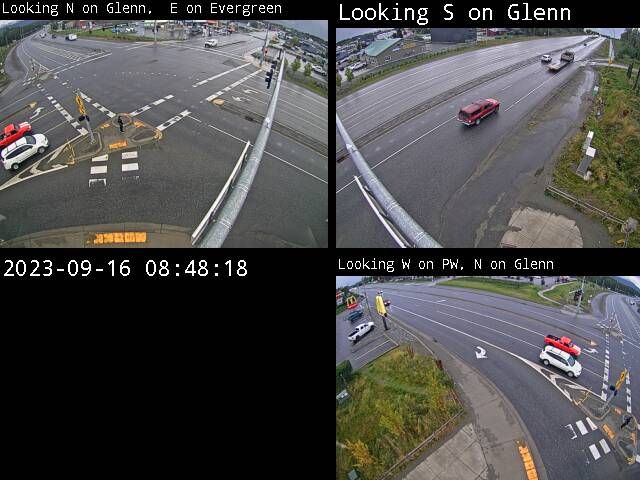 Looking N on Glenn,  E on Evergreen
Looking S on Glenn
2023-09-16 08:48:18
Looking W on PW, N on Glenn